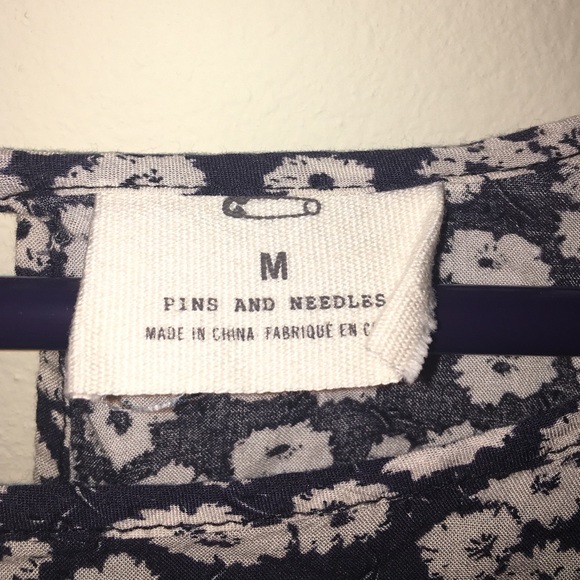 M
PINS AND NEEDLES
MADE IN CHINA FABRIQUE EN